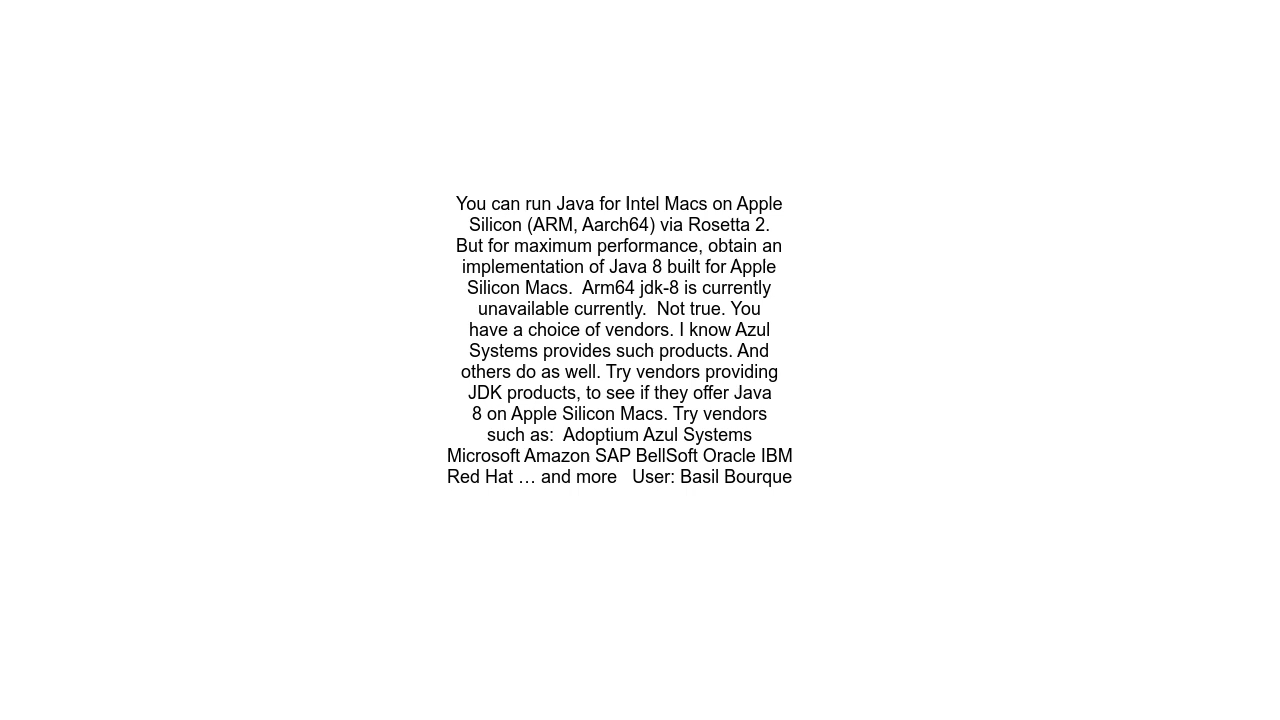 You can run Java for Intel Macs on Apple
Silicon (ARM, Aarch64) via Rosetta 2.
But for maximum performance, obtain an
implementation of Java 8 built for Apple
Silicon Macs.  Arm64 jdk-8 is currently
unavailable currently.  Not true. You
have a choice of vendors. I know Azul
Systems provides such products. And
others do as well. Try vendors providing
JDK products, to see if they offer Java
8 on Apple Silicon Macs. Try vendors
such as:  Adoptium Azul Systems
Microsoft Amazon SAP BellSoft Oracle IBM
Red Hat … and more   User: Basil Bourque